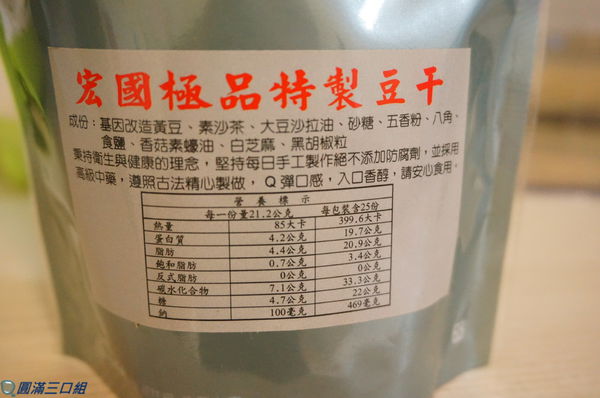 宏國極品特製豆干
成份：基因改造黃豆、素沙茶、大豆沙拉油、砂糖、五香粉、八角、
食鹽、香菇素蠔油、白芝麻、黑胡椒粒
秉持衛生與健康的理念，堅持每日手工製作絕不添加防腐劑，並採用
高級中藥，遵照古法精心製做，Q彈口感，入口香醇，請安心食用。
營養標示
每一份量21.2公克 每包裝含25份
熱量 85大卡 399.6大卡
蛋白質 4.2公克 19.7公克
脂肪 4.4公克 20.9公克
飽和脂肪 0.7公克 3.4公克
反式脂肪 0公克 0公克
碳水化合物 7.1公克 33.3公克
糖 4.7公克 22公克
鈉 100毫克 469毫克
圓滿三口組